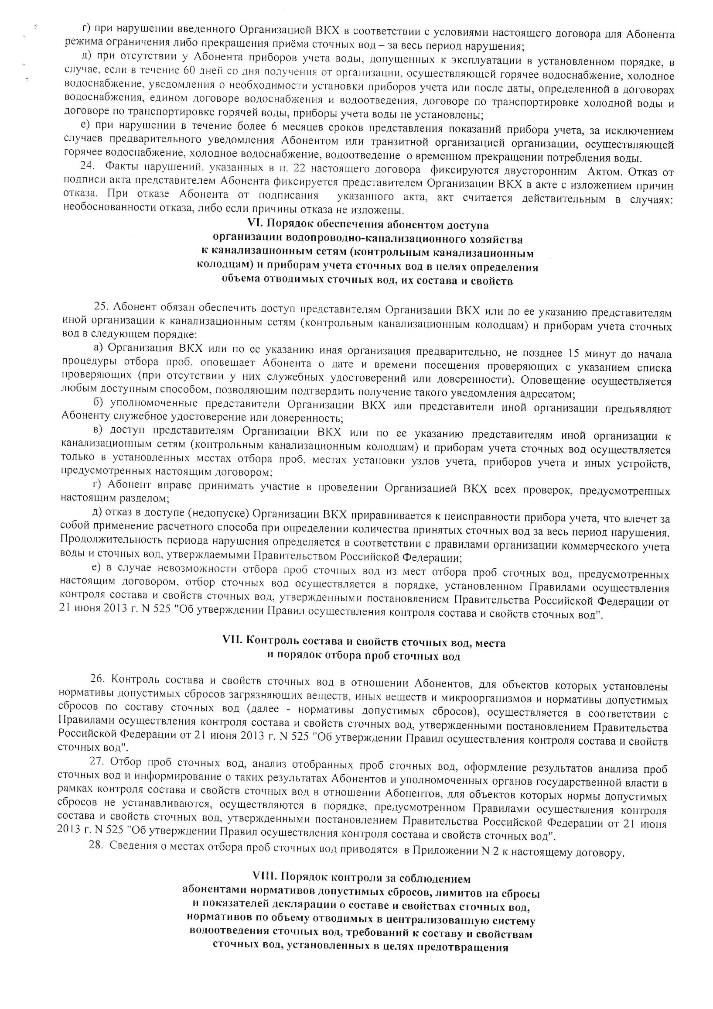 г) при нарушении введенного Организацией ВКХ в соответствии с условиями настоящего договора для Абонента
режима ограничения либо прекращения приёма сточных вод – за весь период нарушения;
д) при отсутствии у Абонента приборов учета воды, допущенных к эксплуатации в установленном порядке, в
случае, если в течение 60 дней со дня получения от организации, осуществляющей горячее водоснабжение, холодное
водоснабжение, уведомления о необходимости установки приборов учета или после даты, определенной в договорах
водоснабжения, едином договоре водоснабжения и водоотведения, договоре по транспортировке холодной воды и
договоре по транспортировке горячей воды, приборы учета воды не установлены;
е) при нарушении в течение более 6 месяцев сроков представления показаний прибора учета, за исключением
случаев предварительного уведомления Абонентом или транзитной организацией организации, осуществляющей
горячее водоснабжение, холодное водоснабжение, водоотведение о временном прекращении потребления воды.
24. Факты нарушений, указанных в п. 22 настоящего договора фиксируются двусторонним Актом. Отказ от
подписи акта представителем Абонента фиксируется представителем Организации ВКХ в акте с изложением причин
отказа. При отказе Абонента от подписания указанного акта, акт считается действительным в случаях:
необоснованности отказа, либо если причины отказа не изложены.
VI. Порядок обеспечения абонентом доступа
организации водопроводно-канализационного хозяйства
к канализационным сетям (контрольным канализационным
колодцам) и приборам учета сточных вод в целях определения
объема отводимых сточных вод, их состава и свойств
25. Абонент обязан обеспечить доступ представителям Организации ВКХ или по ее указанию представителям
иной организации к канализационным сетям (контрольным канализационным колодцам) и приборам учета сточных
вод в следующем порядке:
а) Организация ВКХ или по ее указанию иная организация предварительно, не позднее 15 минут до начала
процедуры отбора проб, оповещает Абонента о дате и времени посещения проверяющих с указанием списка
проверяющих (при отсутствии у них служебных удостоверений или доверенности). Оповещение осуществляется
любым доступным способом, позволяющим подтвердить получение такого уведомления адресатом;
б) уполномоченные представители Организации ВКХ или представители иной организации предъявляют
Абоненту служебное удостоверение или доверенность;
в) доступ представителям Организации ВКХ или по ее указанию представителям иной организации к
канализационным сетям (контрольным канализационным колодцам) и приборам учета сточных вод осуществляется
только в установленных местах отбора проб, местах установки узлов учета, приборов учета и иных устройств,
предусмотренных настоящим договором;
г) Абонент вправе принимать участие в проведении Организацией ВКХ всех проверок, предусмотренных
настоящим разделом;
д) отказ в доступе (недопуске) Организации ВКХ приравнивается к неисправности прибора учета, что влечет за
собой применение расчетного способа при определении количества принятых сточных вод за весь период нарушения.
Продолжительность периода нарушения определяется в соответствии с правилами организации коммерческого учета
воды и сточных вод, утверждаемыми Правительством Российской Федерации;
е) в случае невозможности отбора проб сточных вод из мест отбора проб сточных вод, предусмотренных
настоящим договором, отбор сточных вод осуществляется в порядке, установленном Правилами осуществления
контроля состава и свойств сточных вод, утвержденными постановлением Правительства Российской Федерации от
21 июня 2013 г. N 525 "Об утверждении Правил осуществления контроля состава и свойств сточных вод".
VII. Контроль состава и свойств сточных вод, места
и порядок отбора проб сточных вод
26. Контроль состава и свойств сточных вод в отношении Абонентов, для объектов которых установлены
нормативы допустимых сбросов загрязняющих веществ, иных веществ и микроорганизмов и нормативы допустимых
сбросов по составу сточных вод (далее - нормативы допустимых сбросов), осуществляется в соответствии с
Правилами осуществления контроля состава и свойств сточных вод, утвержденными постановлением Правительства
Российской Федерации от 21 июня 2013 г. N 525 "Об утверждении Правил осуществления контроля состава и свойств
сточных вод".
27. Отбор проб сточных вод, анализ отобранных проб сточных вод, оформление результатов анализа проб
сточных вод и информирование о таких результатах Абонентов и уполномоченных органов государственной власти в
рамках контроля состава и свойств сточных вод в отношении Абонентов, для объектов которых нормы допустимых
сбросов не устанавливаются, осуществляются в порядке, предусмотренном Правилами осуществления контроля
состава и свойств сточных вод, утвержденными постановлением Правительства Российской Федерации от 21 июня
2013 г. N 525 "Об утверждении Правил осуществления контроля состава и свойств сточных вод".
28. Сведения о местах отбора проб сточных вод приводятся в Приложении N 2 к настоящему договору.
VIII. Порядок контроля за соблюдением
абонентами нормативов допустимых сбросов, лимитов на сбросы
и показателей декларации о составе и свойствах сточных вод,
нормативов по объему отводимых в централизованную систему
водоотведения сточных вод, требований к составу и свойствам
сточных вод, установленных в целях предотвращения